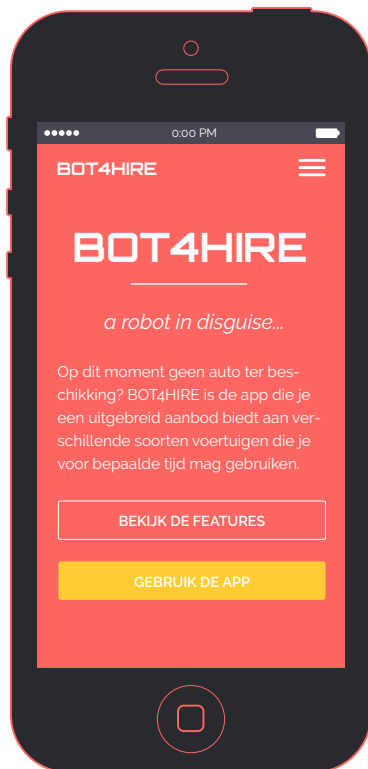 0:00 PM
BOT4HIRE
BOT4HIRE
a robot in disguise...
Op dit moment geen auto ter bes-
chikking? BOT4HIRE is de app die je
een uitgebreid aanbod biedt aan ver-
schillende soorten voertuigen die je
voor bepaalde tijd mag gebruiken.
BEKIJK DE FEATURES
GEBRUIK DE APP